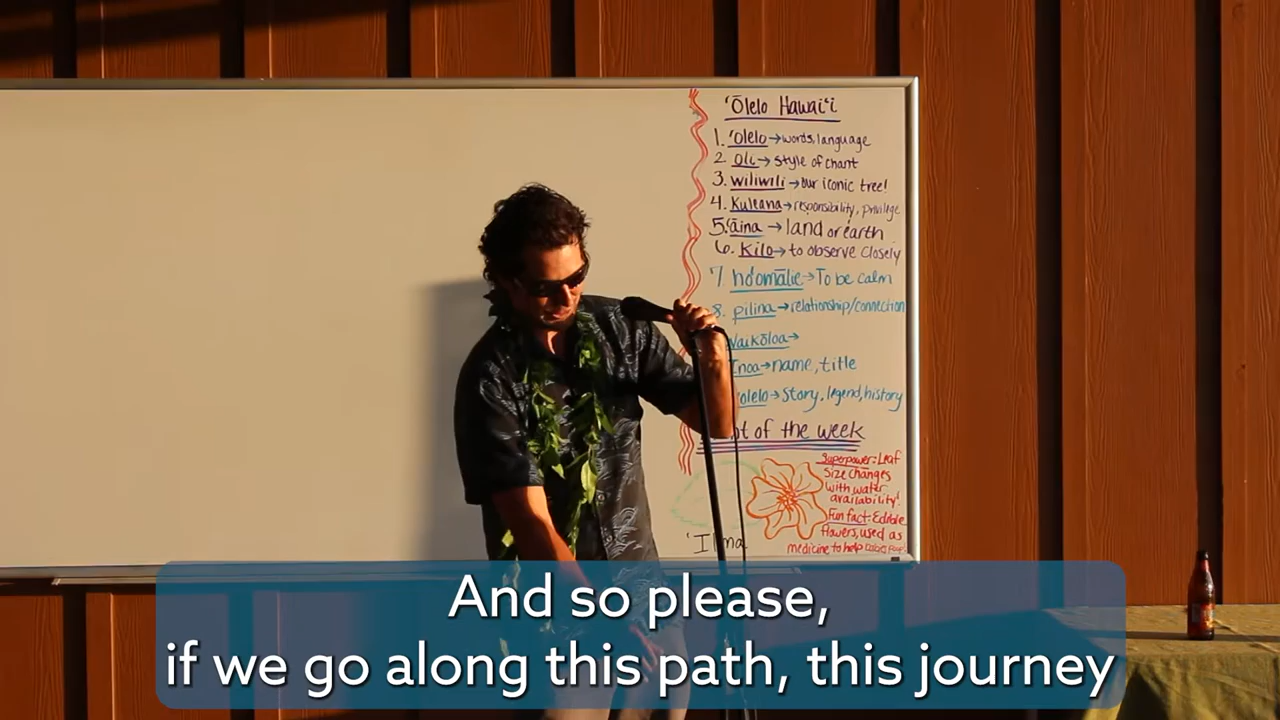 'Ōlelo Hawai'i
1. 'Ōlelo → words, language
2. Oli → style of chant
3. wiliwili → our iconic tree!
4. Kuleana → responsibility, privilege
5. 'āina → land or earth
6. Kilo → to observe closely
7. ho'omālie → To be calm
8. pilina → relationship/connection
Waikōloa →
Inoa → name, title
olelo → Story, legend, history
of the week
Superpower: Leaf
Size changes
with water
availability!
Fun fact: Edible
flowers, used as
medicine to help
'Ilima
And so please,
if we go along this path, this journey